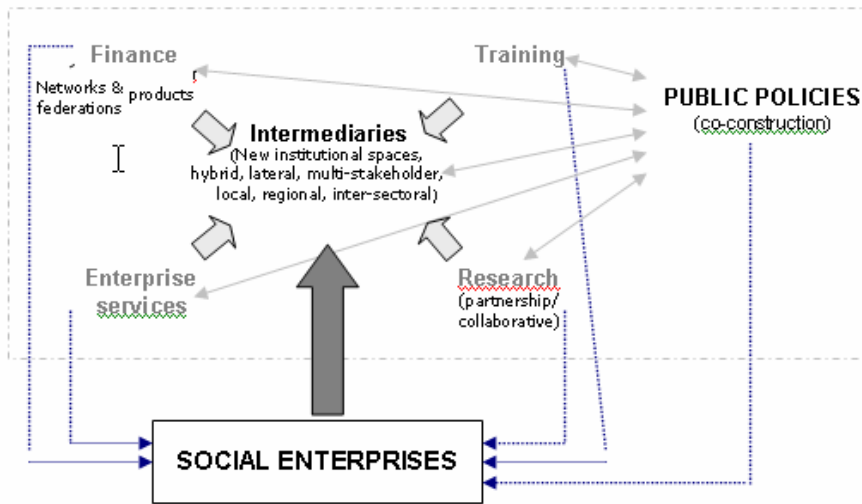 Finance
Networks & products
federations
Training
PUBLIC POLICIES
(co-construction)
Intermediaries
(New institutional spaces,
hybrid, lateral, multi-stakeholder,
local, regional, inter-sectoral)
Enterprise
services
Research
(partnership/
collaborative)
SOCIAL ENTERPRISES